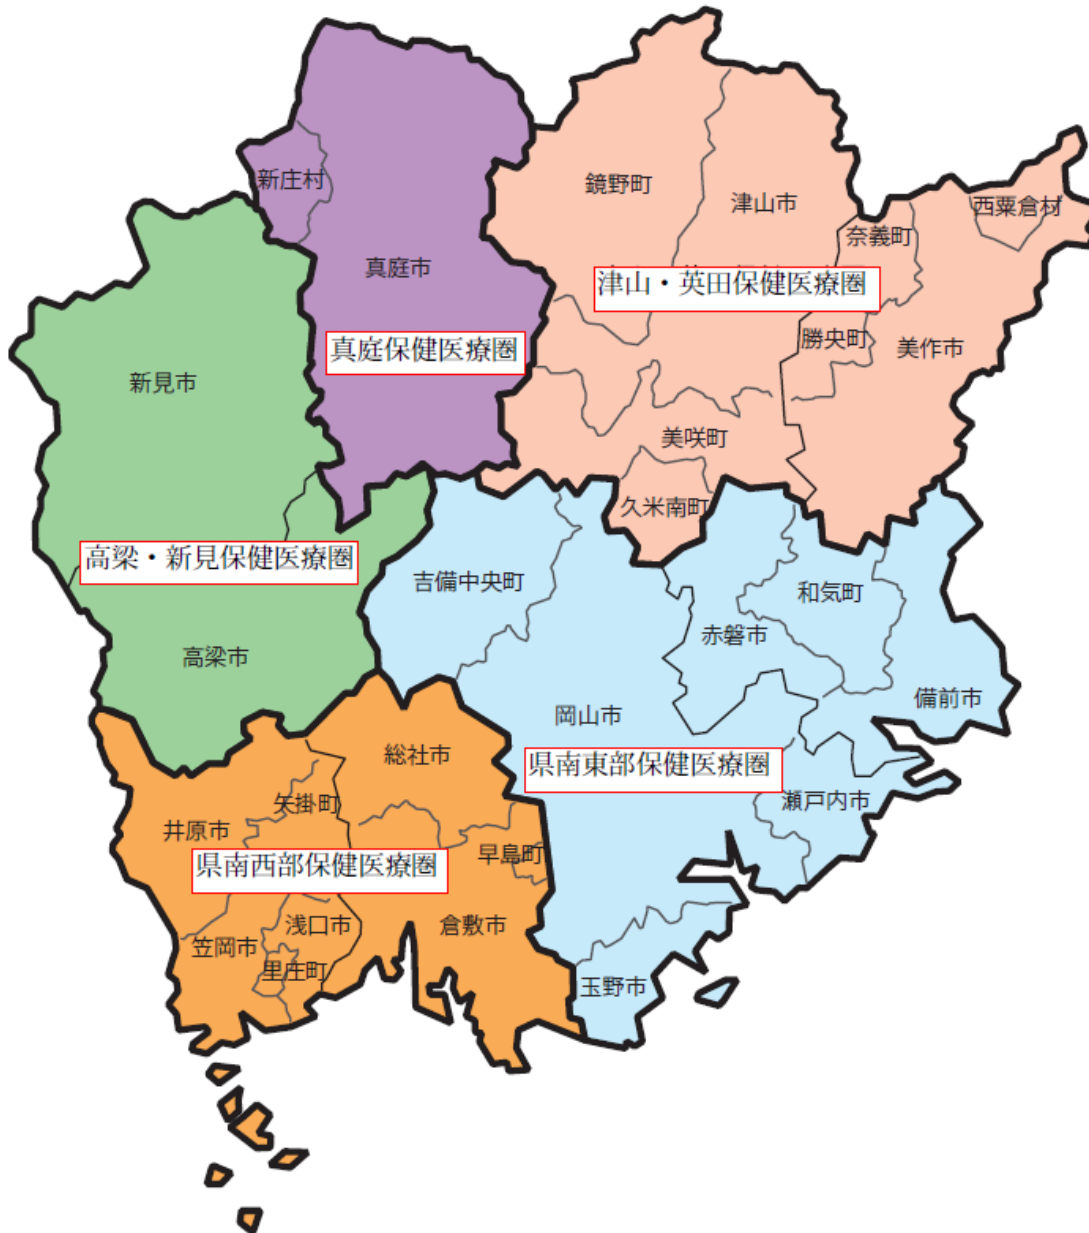 鏡野町
新庄村
津山市
西粟倉材
奈義町
真庭市
津山・英田保健医療圏
真庭保健医療圏
勝央町
美作市
新見市
美咲町
久米南町
高梁・新見保健医療圏
吉備中央町
和気町
赤磐市
高梁市
備前市
岡山市
総社市
県南東部保健医療圏
矢掛町
瀬戸内市
井原市
早島町
県南西部保健医療圏
浅口市
倉敷市
笠岡市
里庄町
玉野市